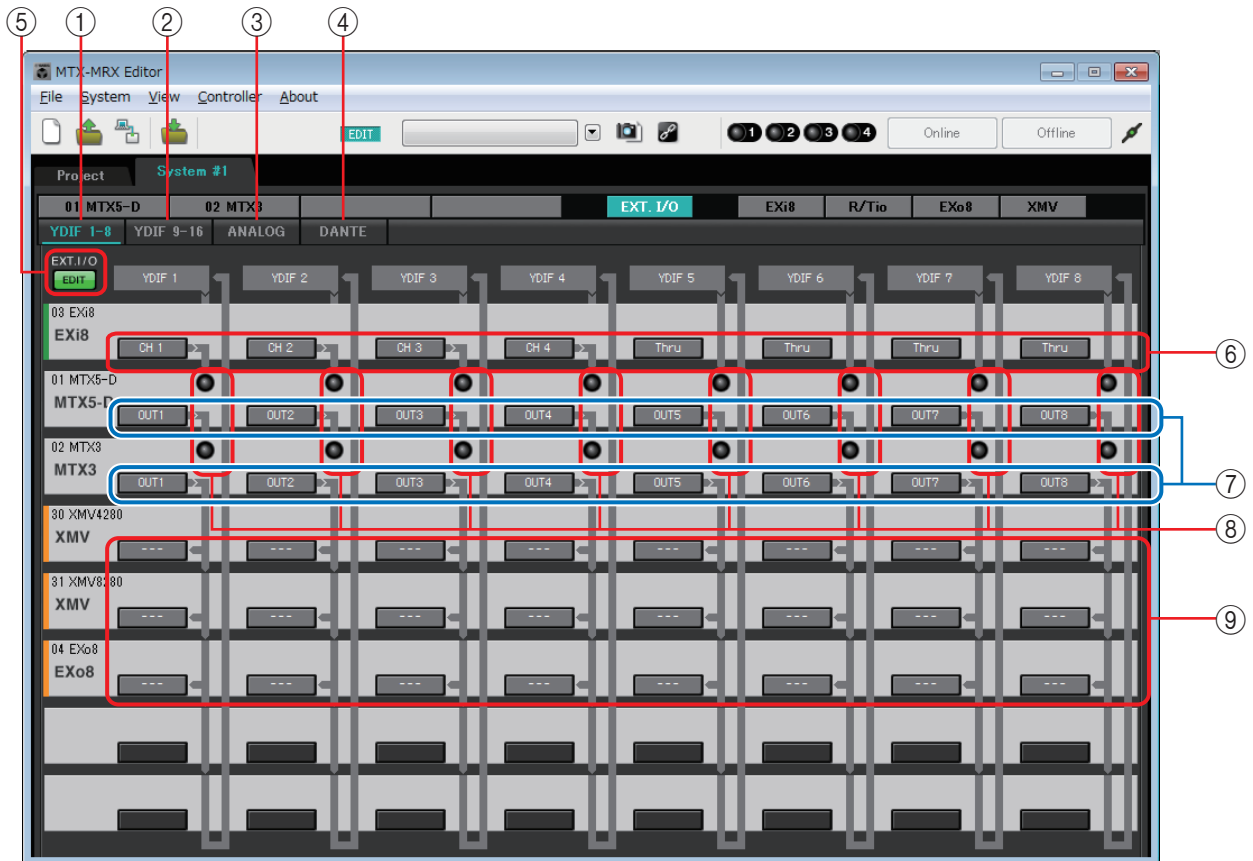 ⑤ ① ② ③ ④
MTX-MRX Editor
File System View Controller About
EDIT 1 2 3 4 Online Offline
Project System #1
01 MTX5-D 02 MTX3 EXT. I/O EXi8 R/Tio EXo8 XMV
YDIF 1-8 YDIF 9-16 ANALOG DANTE
EXT.I/O
EDIT YDIF 1 YDIF 2 YDIF 3 YDIF 4 YDIF 5 YDIF 6 YDIF 7 YDIF 8
03 EXi8
EXi8
CH 1 CH 2 CH 3 CH 4 Thru Thru Thru Thru ⑥
01 MTX5-D
MTX5-D
OUT1 OUT2 OUT3 OUT4 OUT5 OUT6 OUT7 OUT8
02 MTX3
MTX3
OUT1 OUT2 OUT3 OUT4 OUT5 OUT6 OUT7 OUT8 ⑦
30 XMV4280
⑧
XMV
--- --- --- --- --- --- --- ---
31 XMV8280
XMV
--- --- --- --- --- --- --- --- ⑨
04 EXo8
EXo8
--- --- --- --- --- --- --- ---